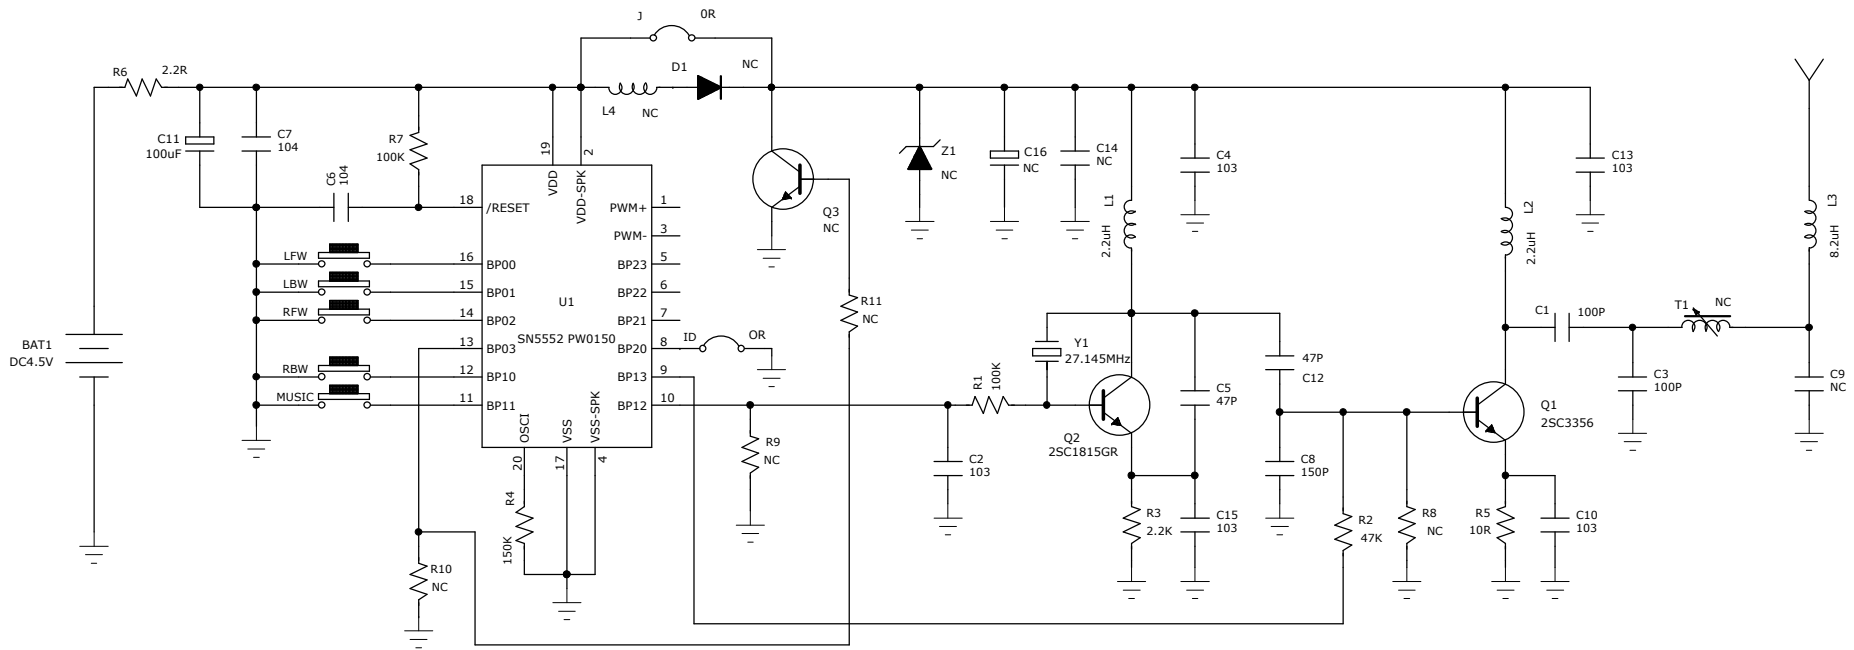 J 0R
R6 2.2R
D1 NC
L4 NC
C11 100uF
C7 104
R7 100K
C6 104
19 VDD
2 VDD-SPK
18 /RESET
PWM+ 1
PWM- 3
LFW 16 BP00
BP23 5
LBW 15 BP01
BP22 6
U1
RFW 14 BP02
BP21 7
SN5552 PW0150
13 BP03
BP20 8
ID OR
RBW 12 BP10
BP13 9
MUSIC 11 BP11
BP12 10
OSCI 20
VSS 17
VSS-SPK 4
BAT1
DC4.5V
R4 150K
R10 NC
Q3 NC
R11 NC
R9 NC
Z1 NC
C16 NC
C14 NC
L1 2.2uH
C4 103
C13 103
L2 2.2uH
L3 8.2uH
Y1
27.145MHz
R1 100K
C2 103
Q2
2SC1815GR
C5 47P
47P C12
C8 150P
R3 2.2K
C15 103
R2 47K
R8 NC
Q1
2SC3356
R5 10R
C10 103
C1 100P
T1 NC
C3 100P
C9 NC